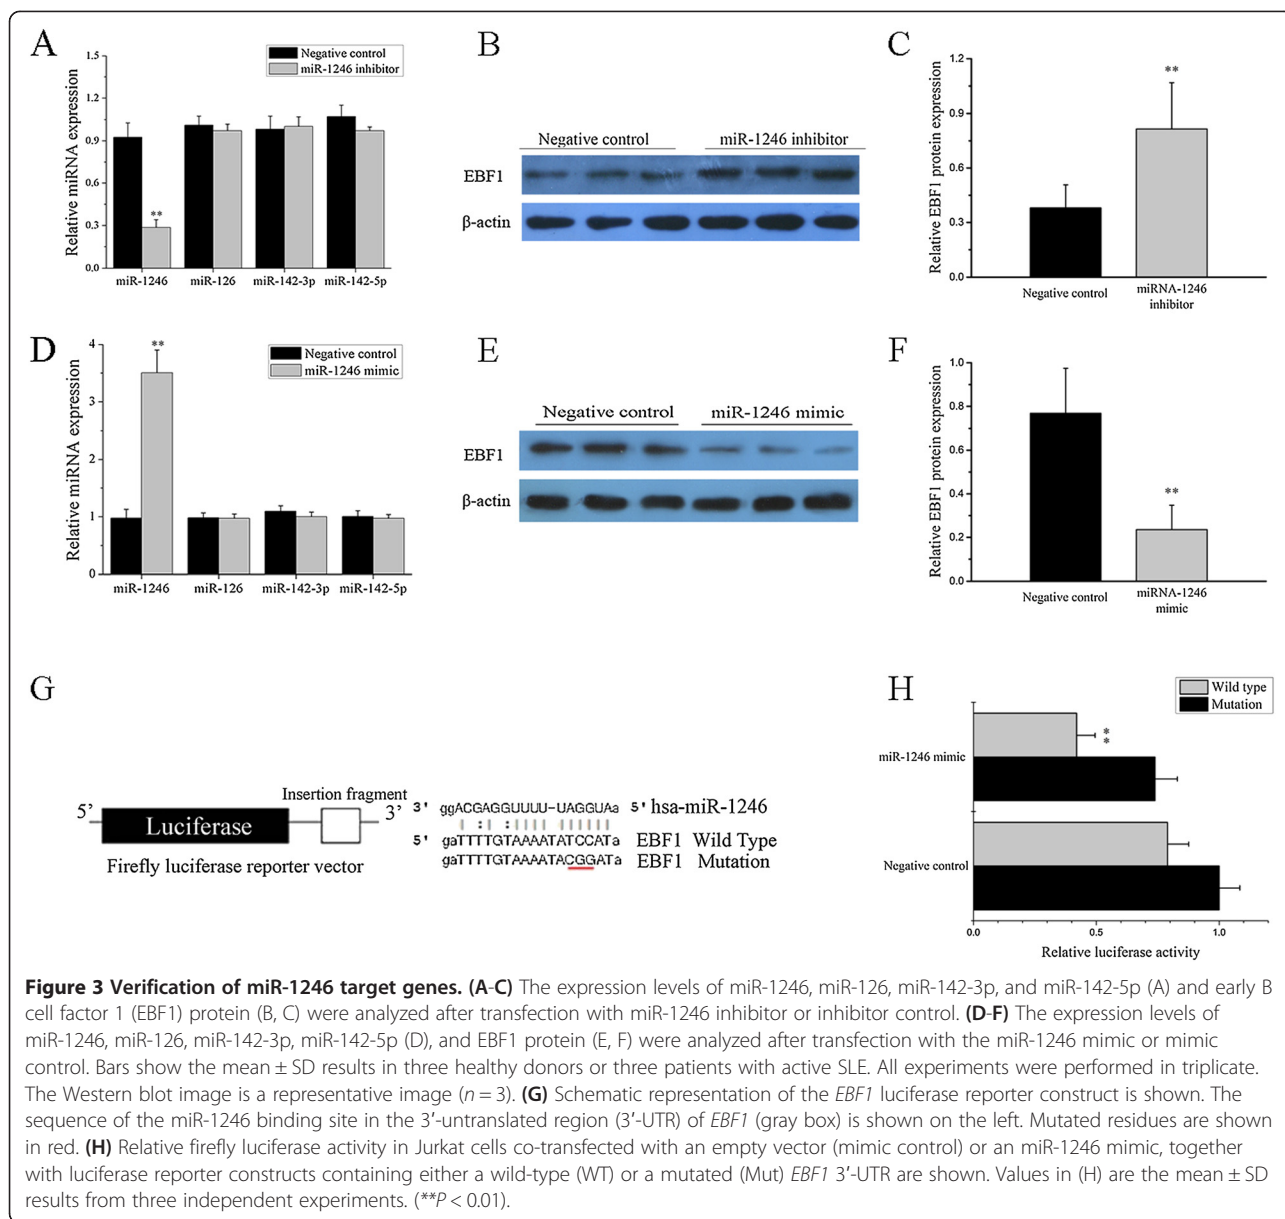 A
Negative control
miR-1246 inhibitor
Relative miRNA expression
1.5
1.2
0.9
0.6
0.3
0.0
**
miR-1246 miR-126 miR-142-3p miR-142-5p
B
Negative control miR-1246 inhibitor
EBF1
β-actin
C
Relative EBF1 protein expression
1.2
0.9
0.6
0.3
0.0
**
Negative control
miRNA-1246
inhibitor
D
Negative control
miR-1246 mimic
Relative miRNA expression
4
3
2
1
0
**
miR-1246 miR-126 miR-142-3p miR-142-5p
E
Negative control miR-1246 mimic
EBF1
β-actin
F
Relative EBF1 protein expression
1.0
0.8
0.6
0.4
0.2
0.0
**
Negative control
miRNA-1246
mimic
G
5' Luciferase Insertion fragment 3'
Firefly luciferase reporter vector
3' ggACGAGGUUUU-UAGGUAa 5' hsa-miR-1246
5' gaTTTTGTAAAATATCCATa EBF1 Wild Type
gaTTTTGTAAAATACGGATa EBF1 Mutation
H
Wild type
Mutation
miR-1246 mimic
**
Negative control
0.0 0.5 1.0
Relative luciferase activity
Figure 3 Verification of miR-1246 target genes. (A-C) The expression levels of miR-1246, miR-126, miR-142-3p, and miR-142-5p (A) and early B
cell factor 1 (EBF1) protein (B, C) were analyzed after transfection with miR-1246 inhibitor or inhibitor control. (D-F) The expression levels of
miR-1246, miR-126, miR-142-3p, miR-142-5p (D), and EBF1 protein (E, F) were analyzed after transfection with the miR-1246 mimic or mimic
control. Bars show the mean ± SD results in three healthy donors or three patients with active SLE. All experiments were performed in triplicate.
The Western blot image is a representative image (n = 3). (G) Schematic representation of the EBF1 luciferase reporter construct is shown. The
sequence of the miR-1246 binding site in the 3′-untranslated region (3′-UTR) of EBF1 (gray box) is shown on the left. Mutated residues are shown
in red. (H) Relative firefly luciferase activity in Jurkat cells co-transfected with an empty vector (mimic control) or an miR-1246 mimic, together
with luciferase reporter constructs containing either a wild-type (WT) or a mutated (Mut) EBF1 3′-UTR are shown. Values in (H) are the mean ± SD
results from three independent experiments. (**P < 0.01).